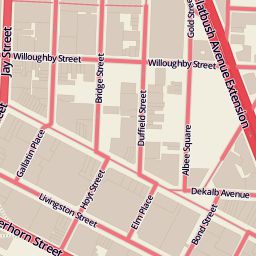 Jay Street
Willoughby Street
Bridge Street
Willoughby Street
Gold Street
Flatbush Avenue Extension
Duffield Street
Gallatin Place
Albee Square
Hoyt Street
Livingston Street
Elm Place
Dekalb Avenue
Bond Street
erhorn Street